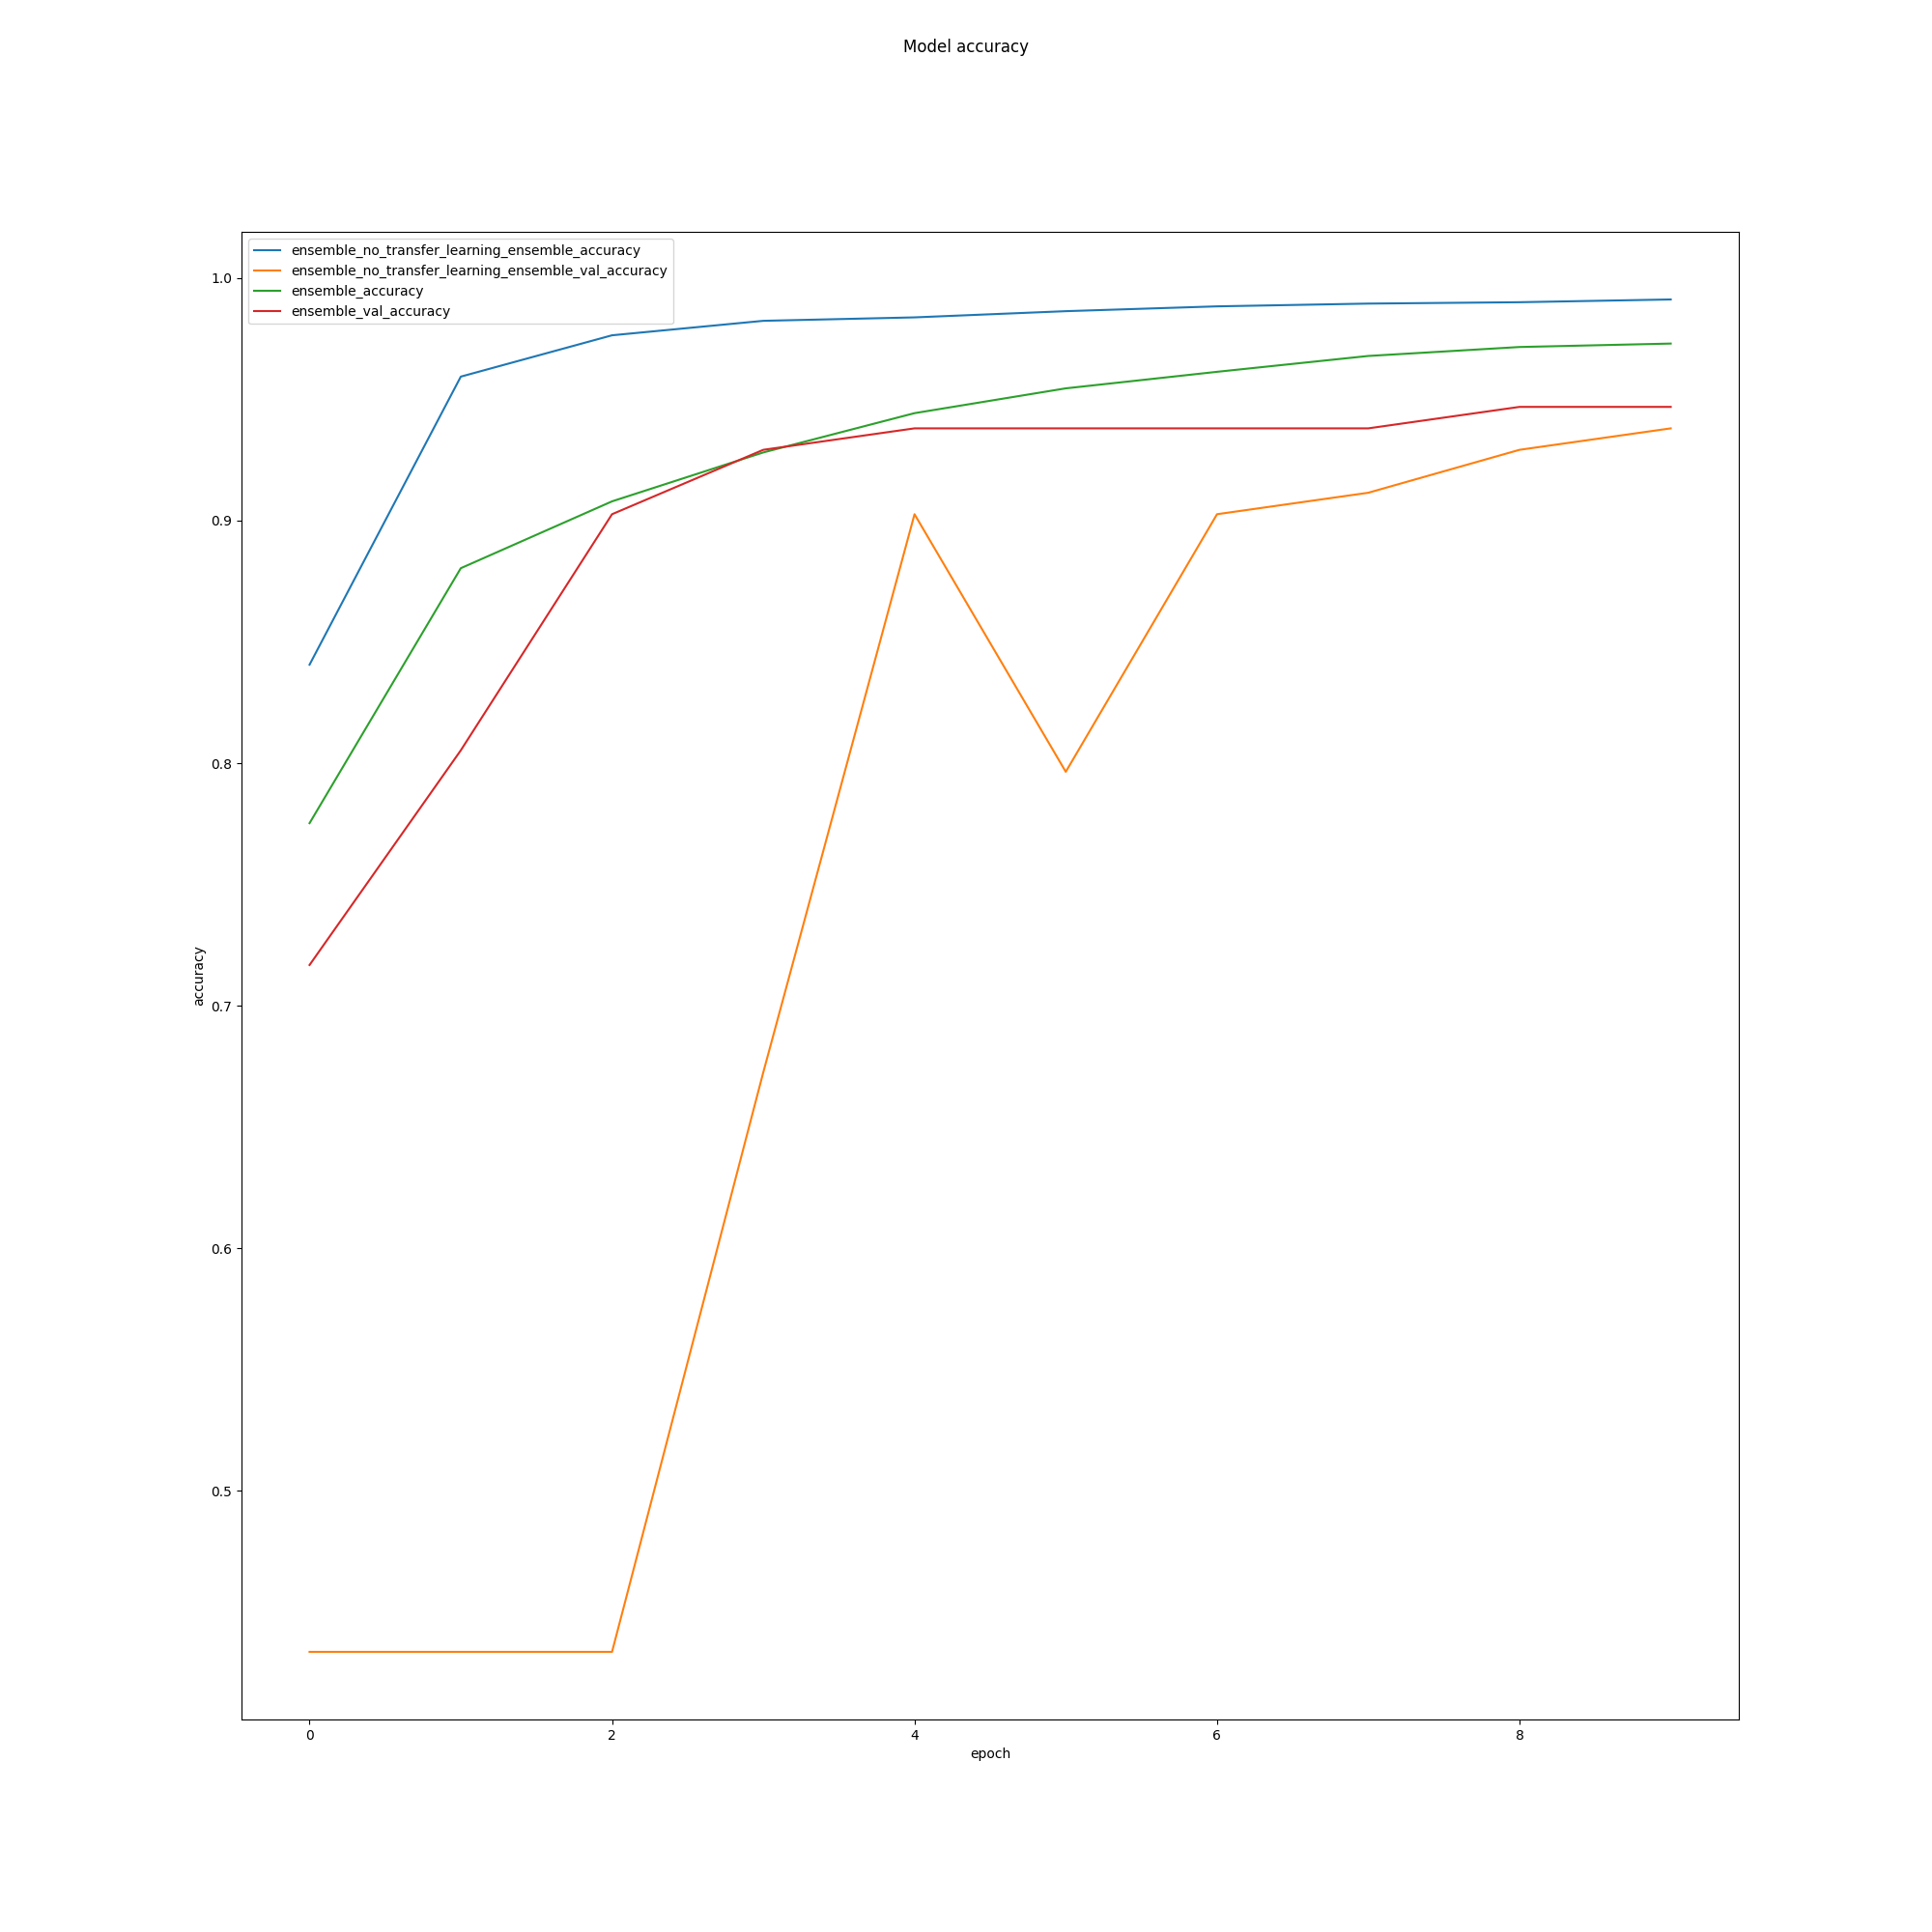 Model accuracy
ensemble_no_transfer_learning_ensemble_accuracy
ensemble_no_transfer_learning_ensemble_val_accuracy
ensemble_accuracy
ensemble_val_accuracy
1.0
0.9
0.8
0.7
0.6
0.5
accuracy
0 2 4 6 8
epoch